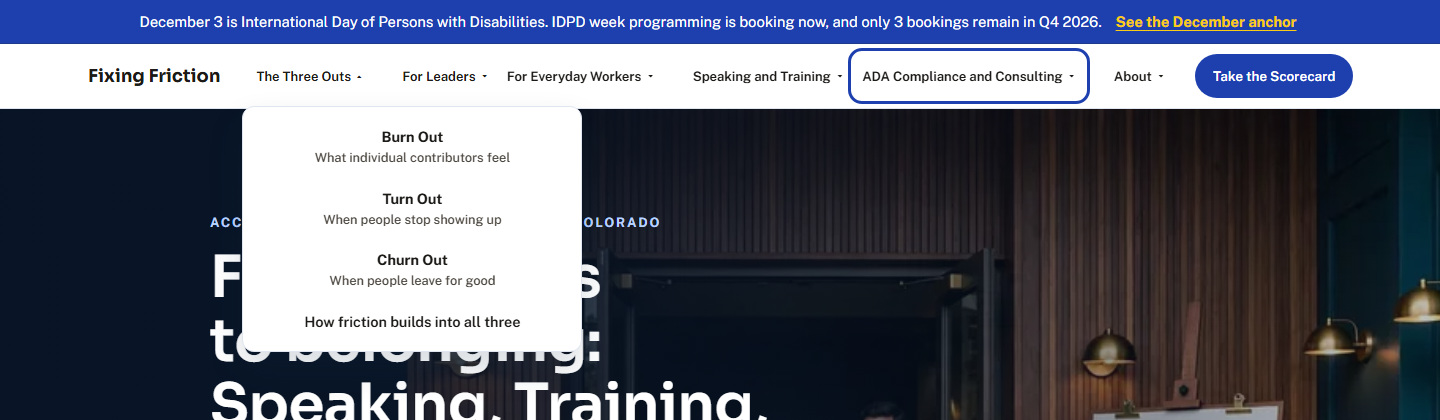 December 3 is International Day of Persons with Disabilities. IDPD week programming is booking now, and only 3 bookings remain in Q4 2026. See the December anchor
Fixing Friction The Three Outs For Leaders For Everyday Workers Speaking and Training ADA Compliance and Consulting About Take the Scorecard
Burn Out
What individual contributors feel
Turn Out
When people stop showing up
Churn Out
When people leave for good
How friction builds into all three
to belonging:
Speaking, Training,